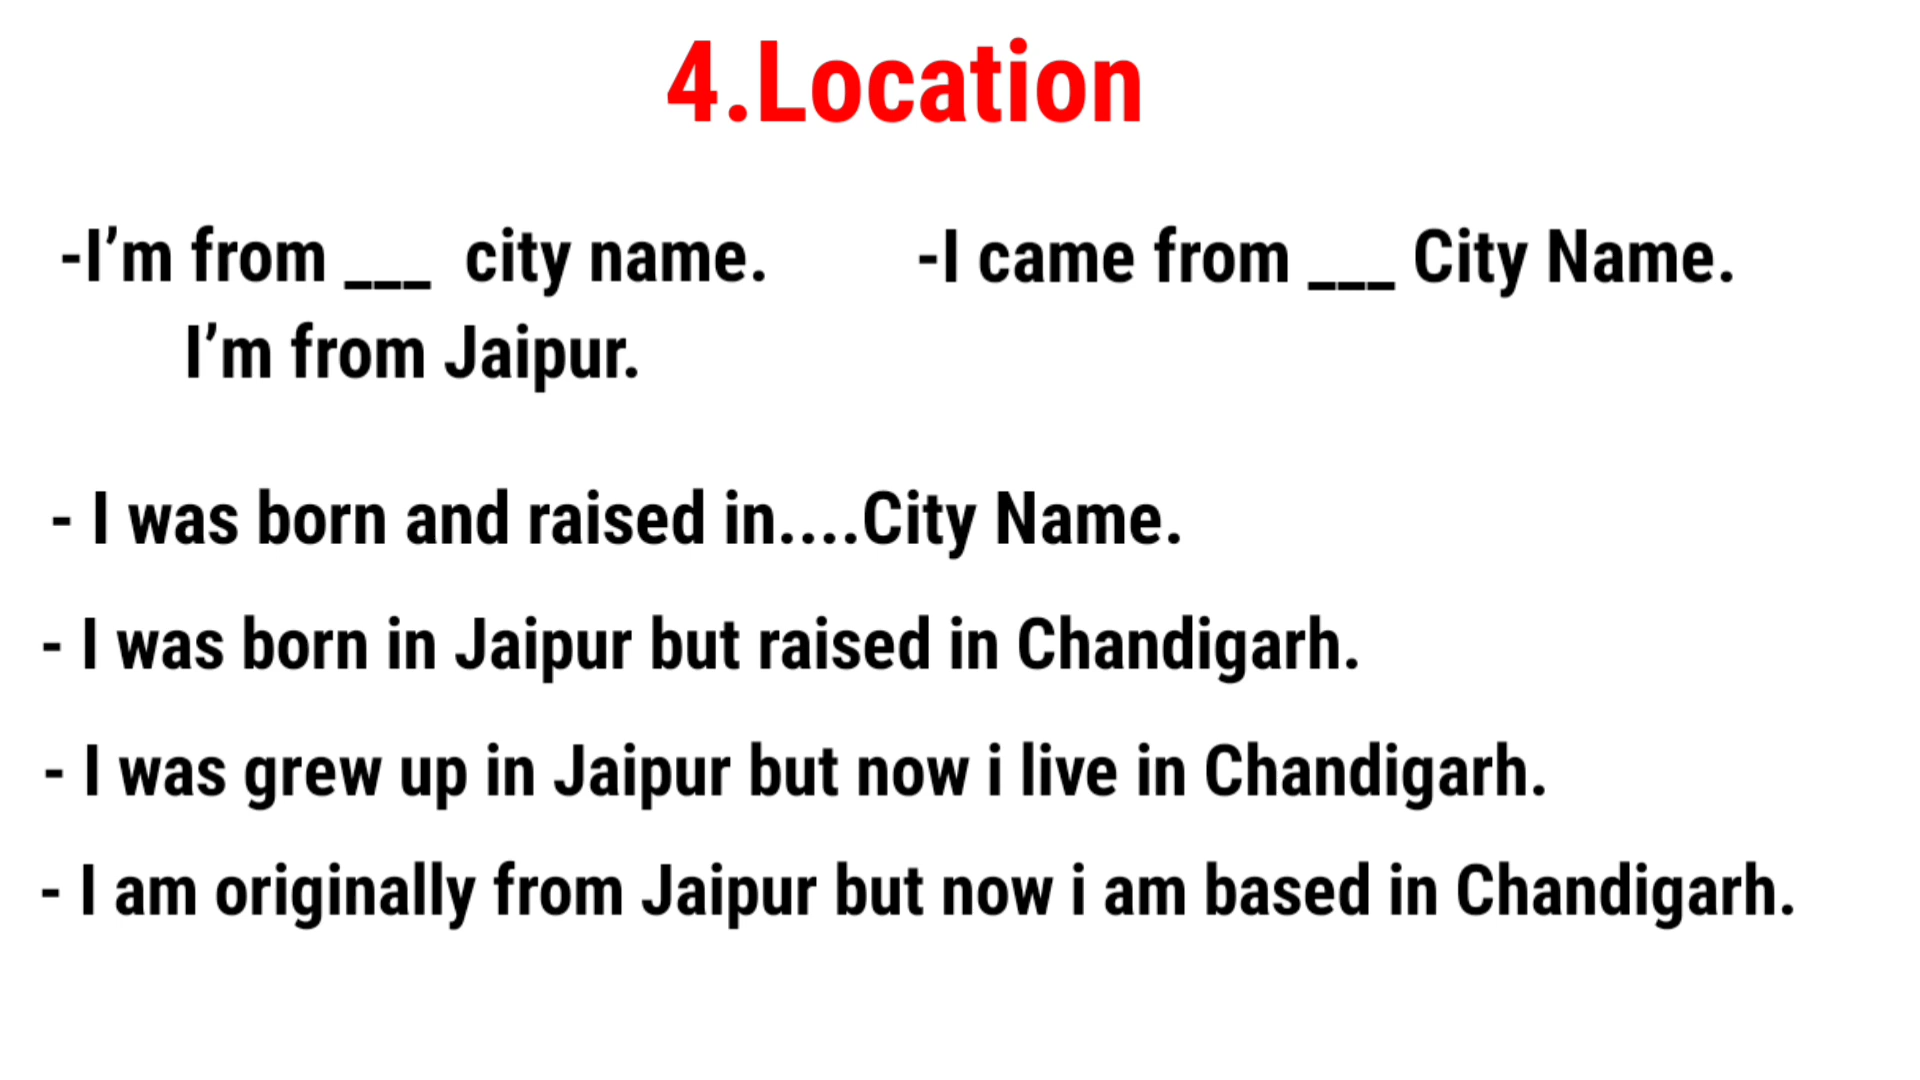 4.Location
-I’m from ___ city name.
-I came from ___ City Name.
I’m from Jaipur.
- I was born and raised in....City Name.
- I was born in Jaipur but raised in Chandigarh.
- I was grew up in Jaipur but now i live in Chandigarh.
- I am originally from Jaipur but now i am based in Chandigarh.